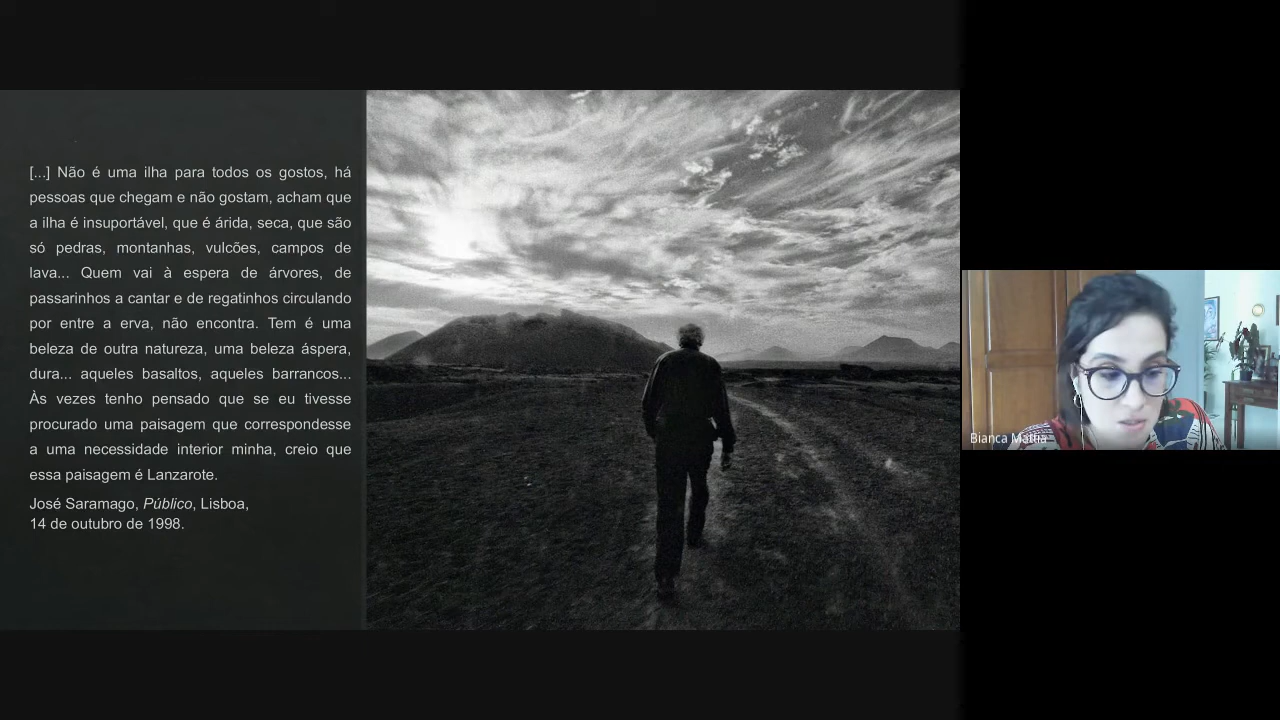 [...] Não é uma ilha para todos os gostos, há
pessoas que chegam e não gostam, acham que
a ilha é insuportável, que é árida, seca, que são
só pedras, montanhas, vulcões, campos de
lava... Quem vai à espera de árvores, de
passarinhos a cantar e de regatinhos circulando
por entre a erva, não encontra. Tem é uma
beleza de outra natureza, uma beleza áspera,
dura... aqueles basaltos, aqueles barrancos...
Às vezes tenho pensado que se eu tivesse
procurado uma paisagem que correspondesse
a uma necessidade interior minha, creio que
essa paisagem é Lanzarote.
José Saramago, Público, Lisboa,
14 de outubro de 1998.
Bianca